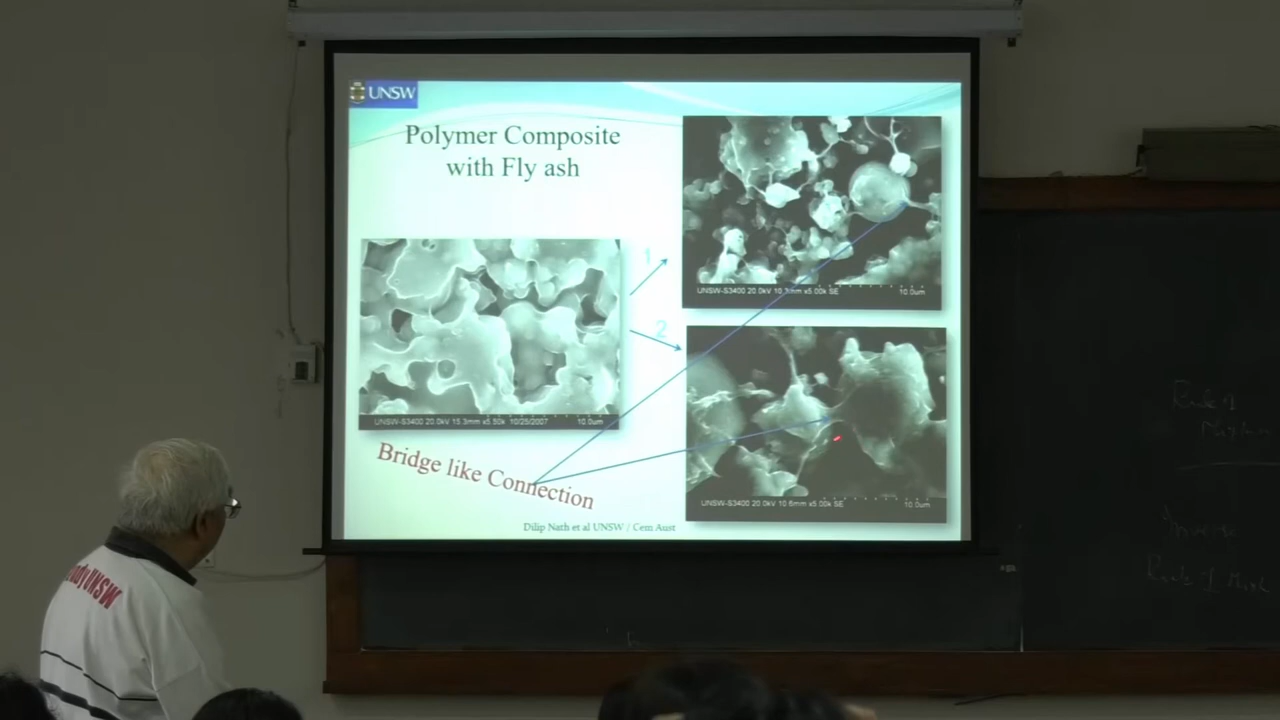 UNSW
Polymer Composite
with Fly ash
1
2
UNSW-S3400 20.0kV 10.3mm x5.00k SE 10.0um
UNSW-S3400 20.0kV 15.3mm x5.50k 10/25/2007 10.0um
Bridge like Connection
UNSW-S3400 20.0kV 10.6mm x5.00k SE 10.0um
Dilip Nath et al UNSW / Cem Aust
UNSW
Inverse